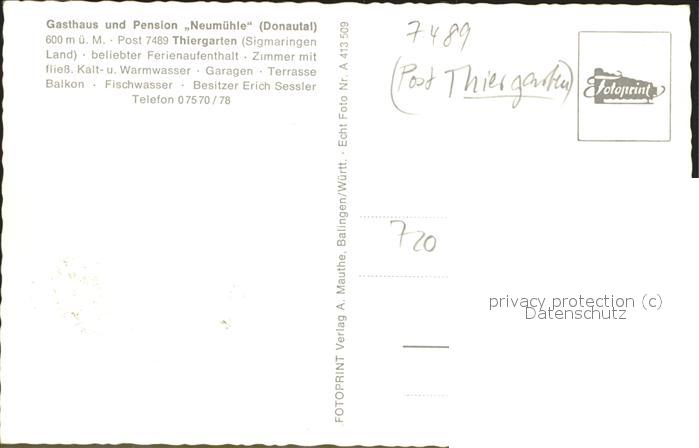 Gasthaus und Pension „Neumühle“ (Donautal)
600 m ü. M. · Post 7489 Thiergarten (Sigmaringen
Land) · beliebter Ferienaufenthalt · Zimmer mit
fließ. Kalt- u. Warmwasser · Garagen · Terrasse
Balkon · Fischwasser · Besitzer Erich Sessler
Telefon 07570/78
FOTOPRINT Verlag A. Mauthe, Balingen/Württ. · Echt Foto Nr. A 413 509
7489
(Post Thiergarten)
Fotoprint
720
privacy protection (c)
Datenschutz